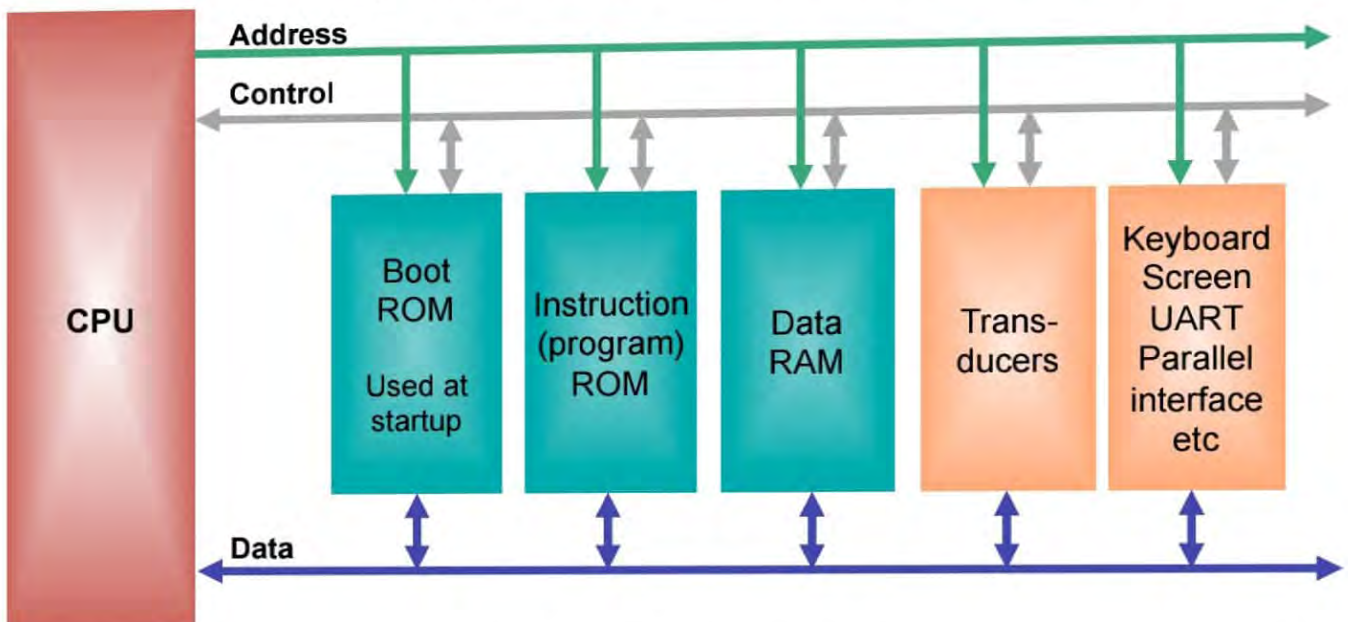 Address
Control
CPU
Boot
ROM
Used at
startup
Instruction
(program)
ROM
Data
RAM
Trans-
ducers
Keyboard
Screen
UART
Parallel
interface
etc
Data